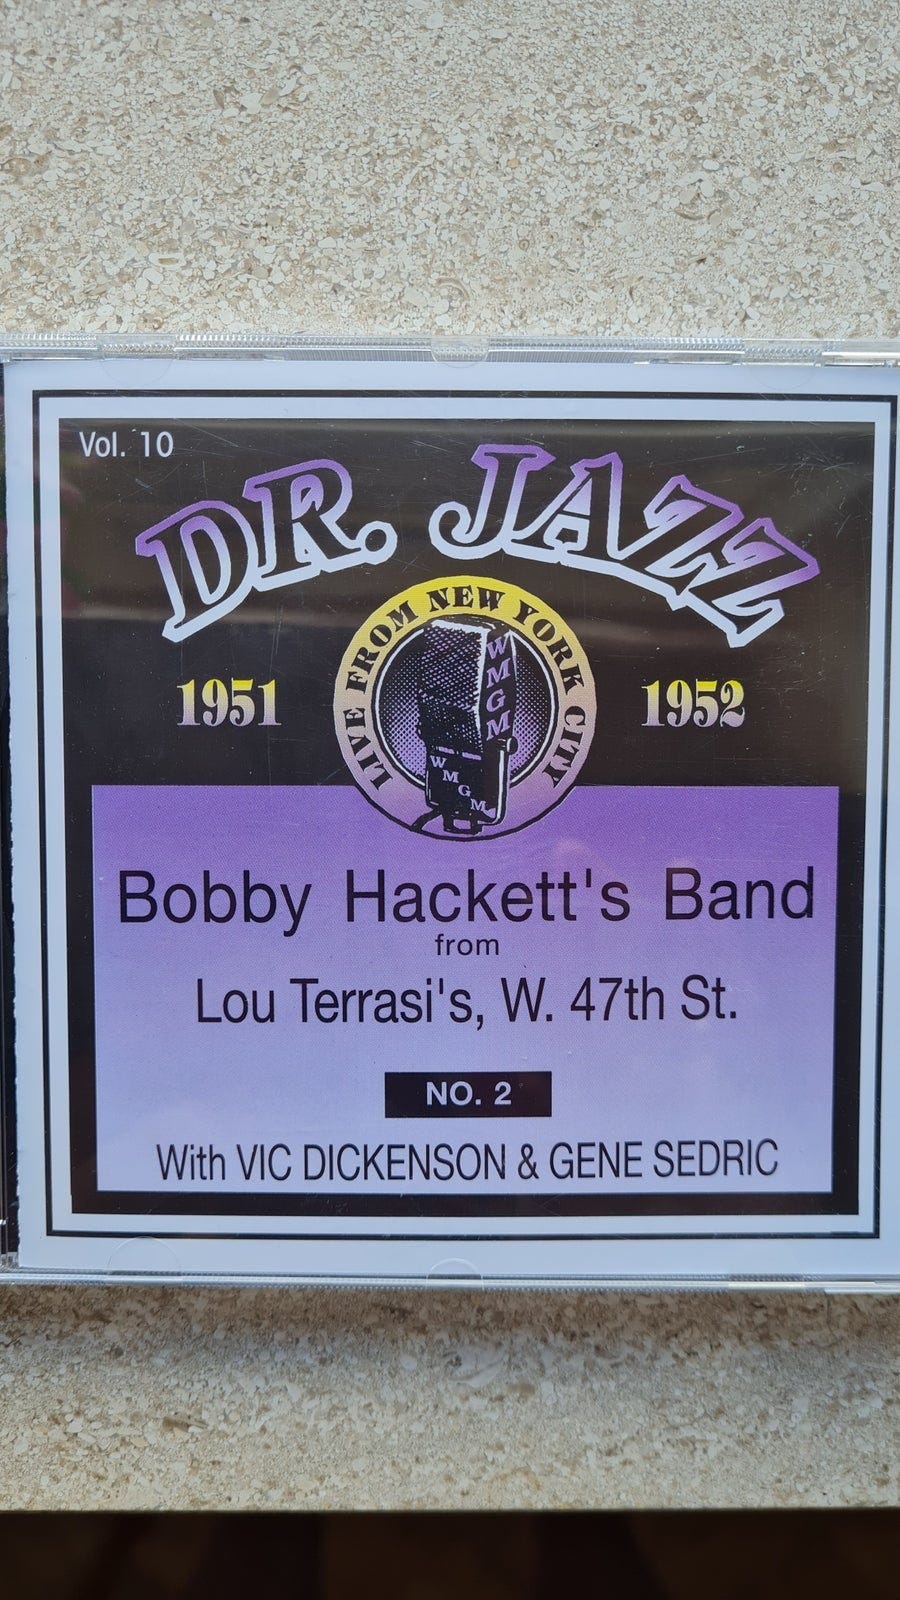 Vol. 10
DR. JAZZ
LIVE FROM NEW YORK CITY
WMGM
WMGM
1951
1952
Bobby Hackett's Band
from
Lou Terrasi's, W. 47th St.
NO. 2
With VIC DICKENSON & GENE SEDRIC